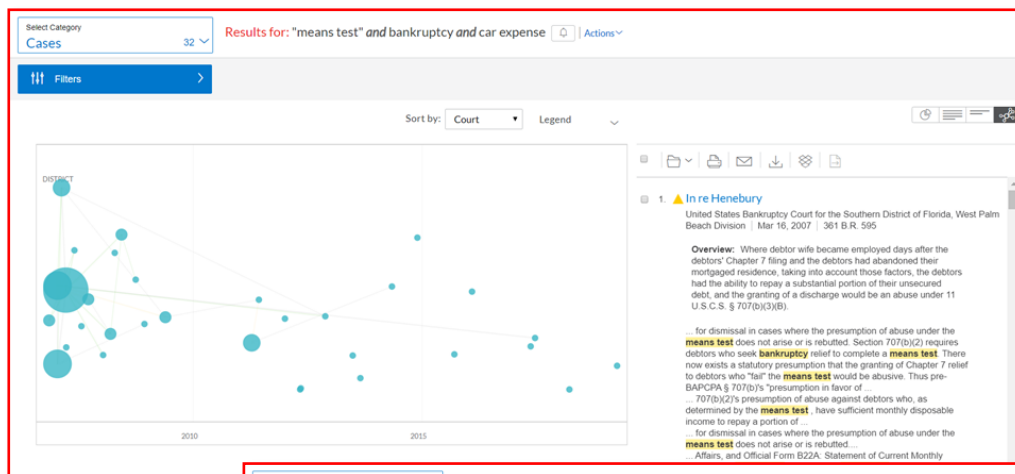 Select Category
Cases 32
Results for: "means test" and bankruptcy and car expense
Actions
Filters
Sort by: Court Legend
DISTRICT
2010 2015
1. In re Henebury
United States Bankruptcy Court for the Southern District of Florida, West Palm
Beach Division | Mar 16, 2007 | 361 B.R. 595
Overview: Where debtor wife became employed days after the
debtors' Chapter 7 filing and the debtors had abandoned their
mortgaged residence, taking into account those factors, the debtors
had the ability to repay a substantial portion of their unsecured
debt, and the granting of a discharge would be an abuse under 11
U.S.C.S. § 707(b)(3)(B).
... for dismissal in cases where the presumption of abuse under the
means test does not arise or is rebutted. Section 707(b)(2) requires
debtors who seek bankruptcy relief to complete a means test. There
now exists a statutory presumption that the granting of Chapter 7 relief
to debtors who "fail" the means test would be abusive. Thus pre-
BAPCPA § 707(b)'s "presumption in favor of ...
... 707(b)(2)'s presumption of abuse against debtors who, as
determined by the means test , have sufficient monthly disposable
income to repay a portion of ...
... for dismissal in cases where the presumption of abuse under the
means test does not arise or is rebutted....
... Affairs, and Official Form B22A: Statement of Current Monthly